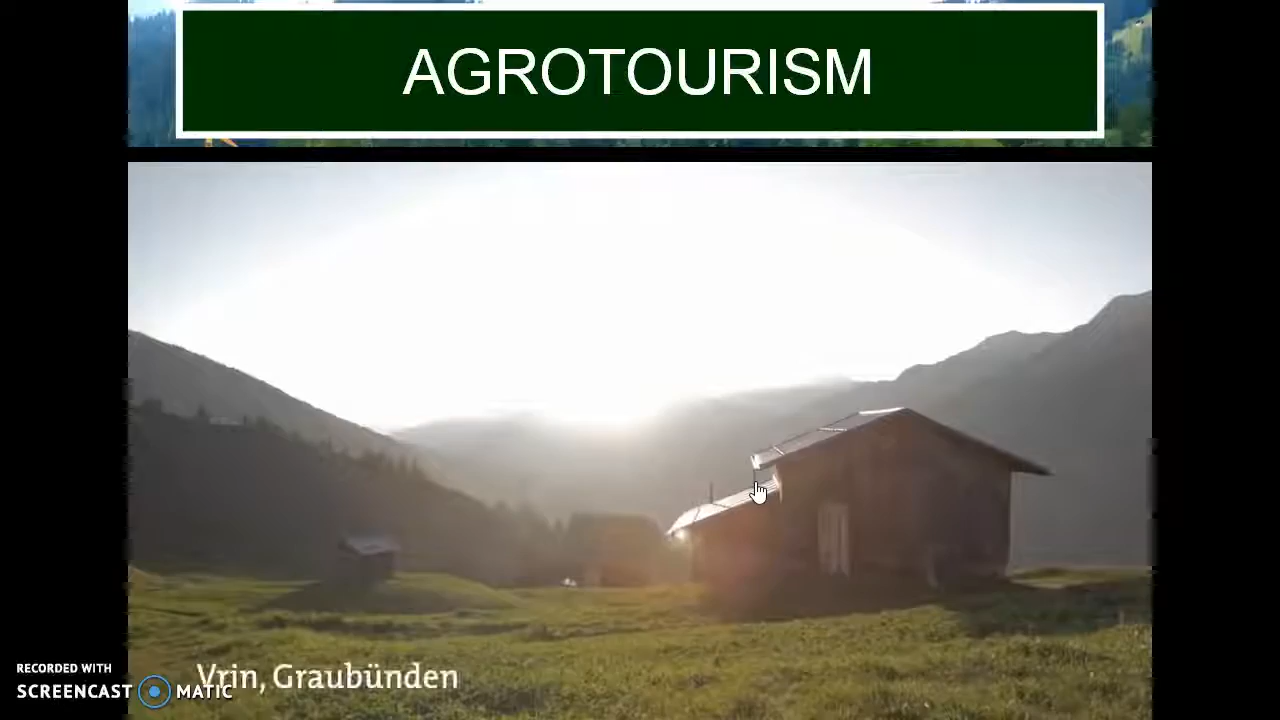 AGROTOURISM
Vrin, Graubünden
RECORDED WITH
SCREENCAST MATIC